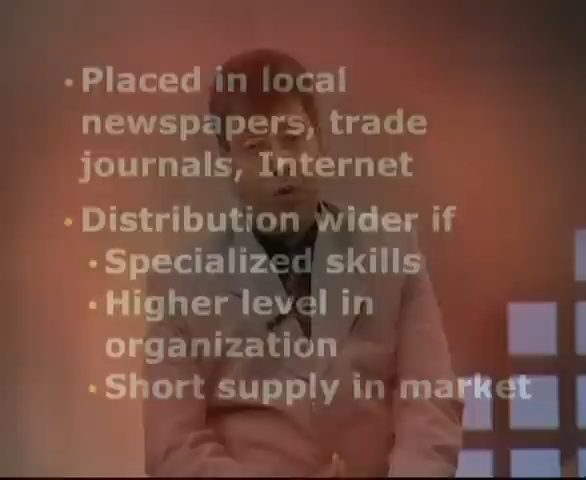 • Placed in local
newspapers, trade
journals, Internet
• Distribution wider if
• Specialized skills
• Higher level in
organization
• Short supply in market